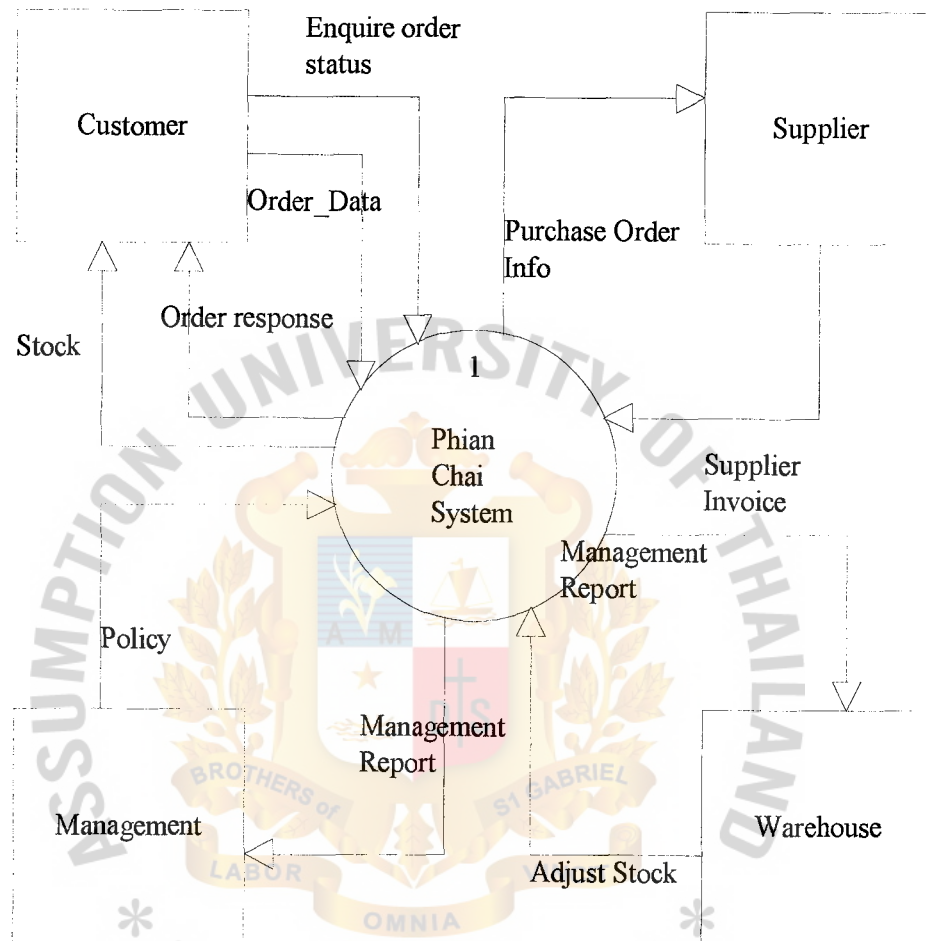 Enquire order
status
Customer
Supplier
Order_Data
Purchase Order
Info
Order response
Stock
1
Phian
Chai
System
Supplier
Invoice
Management
Report
Policy
Management
Report
Management
Warehouse
Adjust Stock
ASSUMPTION UNIVERSITY OF THAILAND
A M
D S
BROTHERS of
ST GABRIEL
LABOR
OMNIA